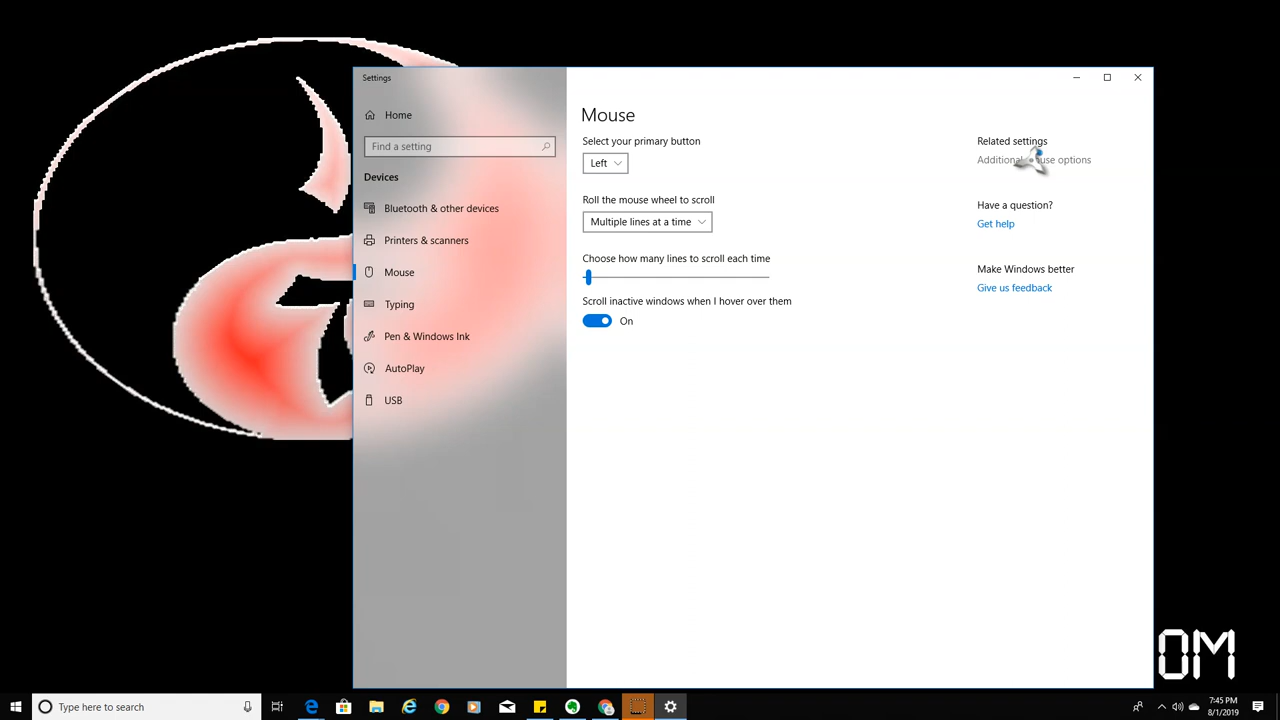 Settings
Home
Find a setting
Devices
Bluetooth & other devices
Printers & scanners
Mouse
Typing
Pen & Windows Ink
AutoPlay
USB
Mouse
Select your primary button
Left
Roll the mouse wheel to scroll
Multiple lines at a time
Choose how many lines to scroll each time
Scroll inactive windows when I hover over them
On
Related settings
Additional mouse options
Have a question?
Get help
Make Windows better
Give us feedback
OM
Type here to search
7:45 PM
8/1/2019